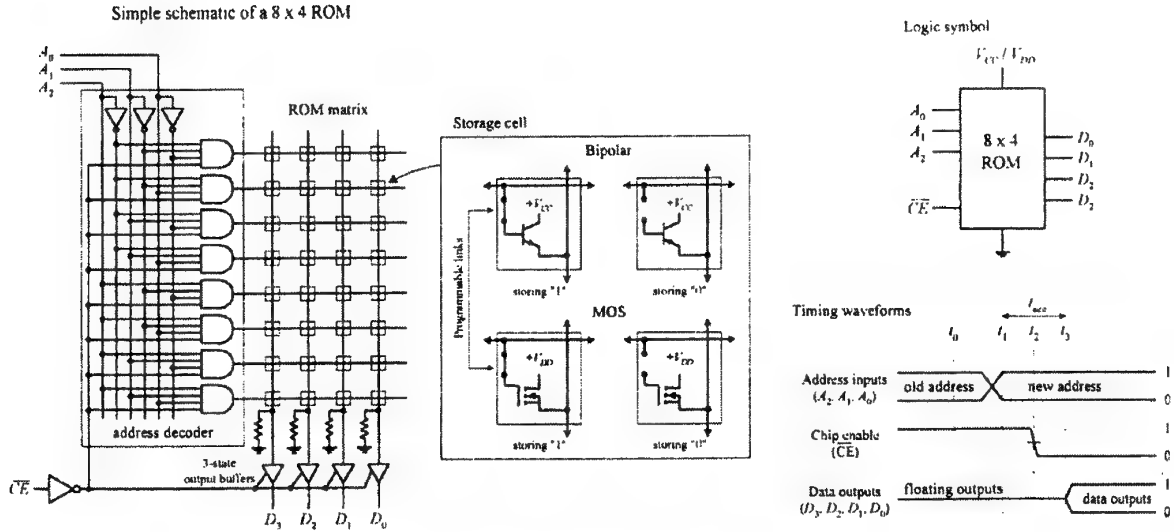 Simple schematic of a 8 x 4 ROM
A0
A1
A2
ROM matrix
address decoder
3-state
output buffers
CE
D3 D2 D1 D0
Storage cell
Bipolar
+VCC
+VCC
storing "1"
storing "0"
Programmable links
MOS
+VDD
+VDD
storing "1"
storing "0"
Logic symbol
VCC / VDD
A0
A1
A2
CE
8 x 4
ROM
D0
D1
D2
D2
Timing waveforms
tacc
t0 t1 t2 t3
Address inputs
(A2, A1, A0)
old address
new address
1
0
Chip enable
(CE)
1
0
Data outputs
(D3, D2, D1, D0)
floating outputs
data outputs
1
0